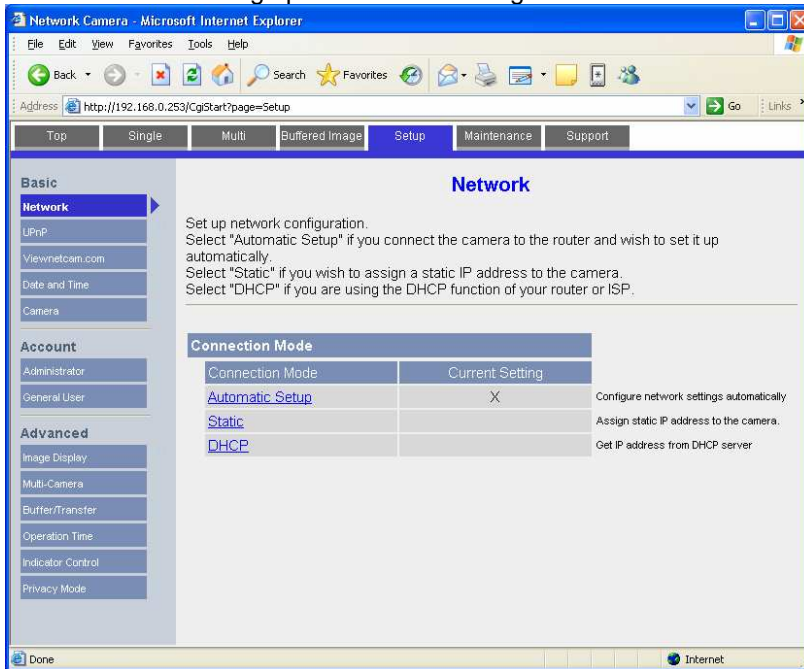 Network Camera - Microsoft Internet Explorer
File Edit View Favorites Tools Help
Back Search Favorites
Address http://192.168.0.253/CgiStart?page=Setup Go Links
Top Single Multi Buffered Image Setup Maintenance Support
Basic
Network
UPnP
Viewnetcam.com
Date and Time
Camera
Account
Administrator
General User
Advanced
Image Display
Multi-Camera
Buffer/Transfer
Operation Time
Indicator Control
Privacy Mode
Network
Set up network configuration.
Select "Automatic Setup" if you connect the camera to the router and wish to set it up
automatically.
Select "Static" if you wish to assign a static IP address to the camera.
Select "DHCP" if you are using the DHCP function of your router or ISP.
Connection Mode
Connection Mode Current Setting
Automatic Setup X Configure network settings automatically
Static Assign static IP address to the camera.
DHCP Get IP address from DHCP server
Done Internet